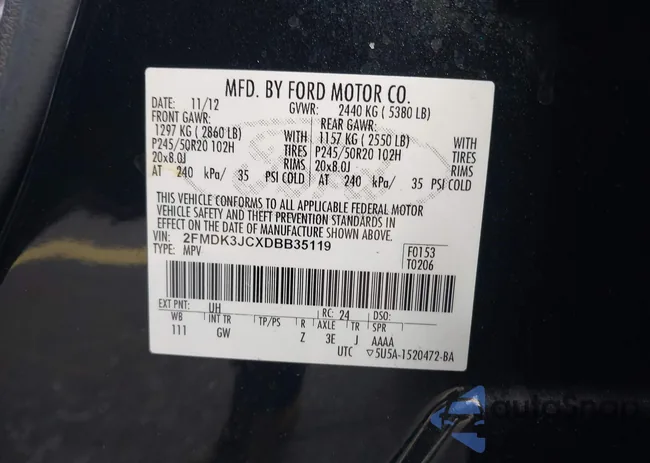 MFD. BY FORD MOTOR CO.
DATE: 11/12 GVWR: 2440 KG ( 5380 LB)
FRONT GAWR: REAR GAWR:
1297 KG ( 2860 LB) WITH 1157 KG ( 2550 LB) WITH
P245/50R20 102H TIRES P245/50R20 102H TIRES
20x8.0J RIMS 20x8.0J RIMS
AT 240 kPa/ 35 PSI COLD AT 240 kPa/ 35 PSI COLD
THIS VEHICLE CONFORMS TO ALL APPLICABLE FEDERAL MOTOR
VEHICLE SAFETY AND THEFT PREVENTION STANDARDS IN
EFFECT ON THE DATE OF MANUFACTURE SHOWN ABOVE.
VIN: 2FMDK3JCXDBB35119 F0153
TYPE: MPV T0206
EXT PNT: UH RC: 24 DSO:
WB INT TR TP/PS R AXLE TR SPR
111 GW Z 3E J AAAA
UTC ▽5U5A-1520472-BA
autoSnap